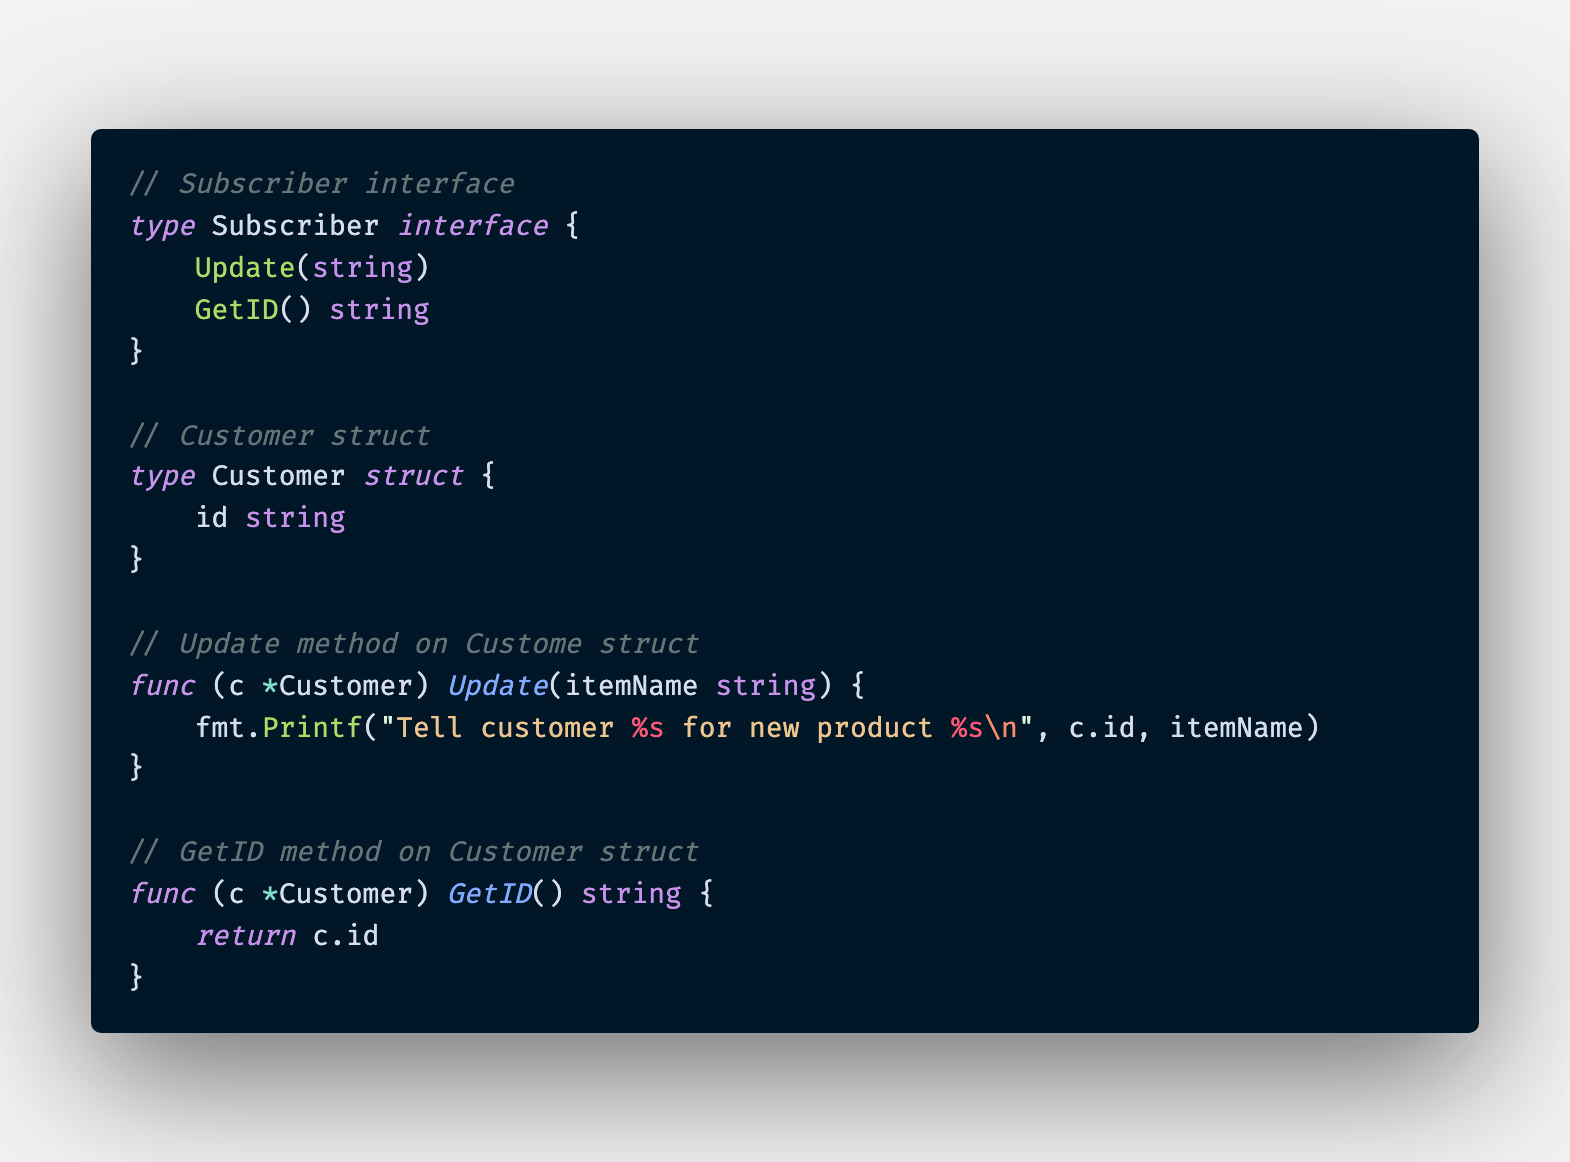 // Subscriber interface
type Subscriber interface {
    Update(string)
    GetID() string
}

// Customer struct
type Customer struct {
    id string
}

// Update method on Custome struct
func (c *Customer) Update(itemName string) {
    fmt.Printf("Tell customer %s for new product %s\n", c.id, itemName)
}

// GetID method on Customer struct
func (c *Customer) GetID() string {
    return c.id
}